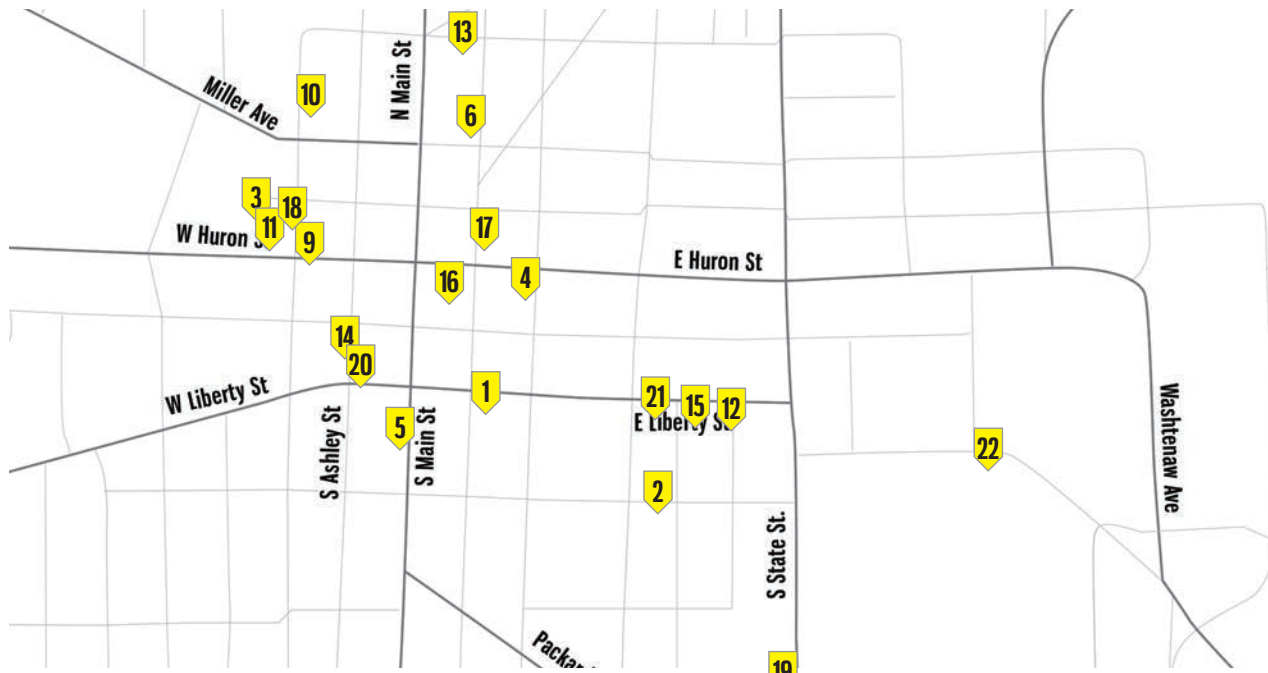 13
N Main St
10
Miller Ave
6
3
18
11
17
9
W Huron S
E Huron St
16
4
14
20
W Liberty St
1
21
15
12
E Liberty St
5
S Ashley St
S Main St
22
Washtenaw Ave
2
S State St.
Packar
19